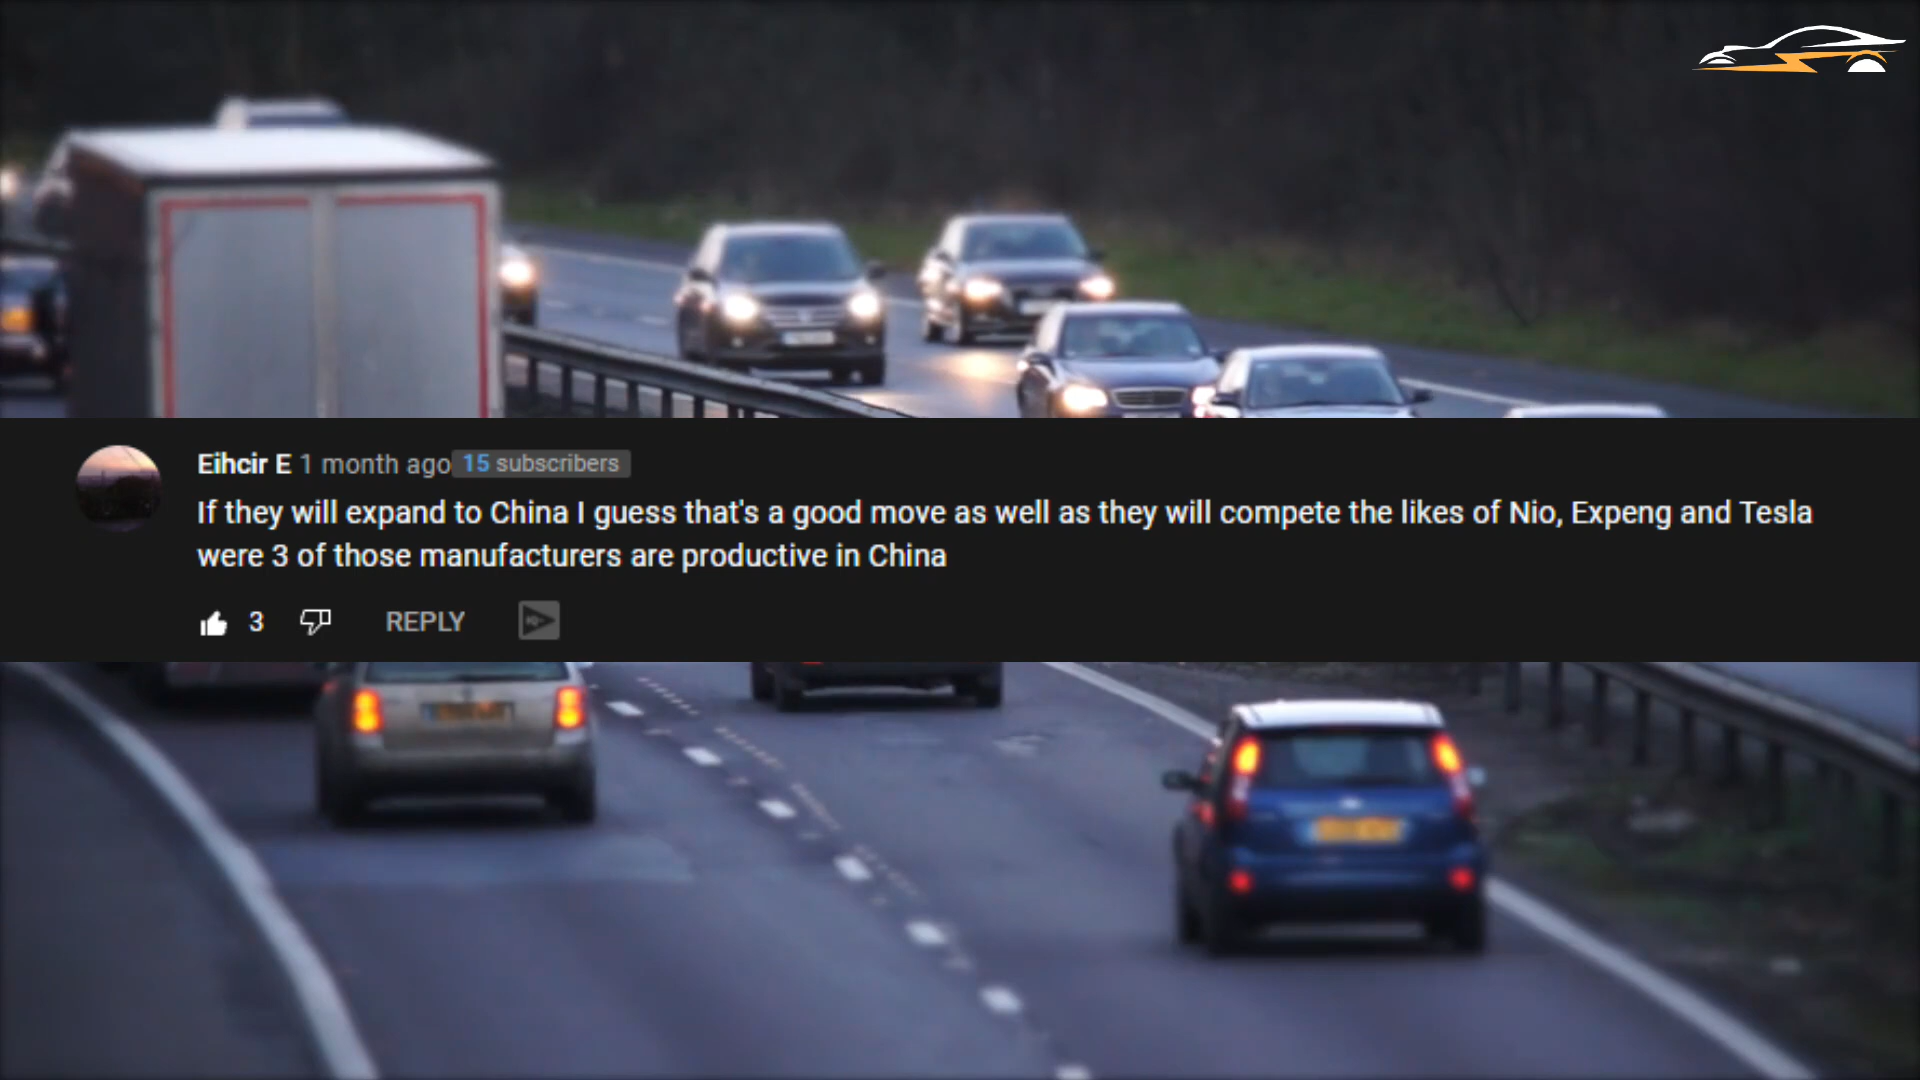 Eihcir E 1 month ago 15 subscribers
If they will expand to China I guess that's a good move as well as they will compete the likes of Nio, Expeng and Tesla
were 3 of those manufacturers are productive in China
3 REPLY